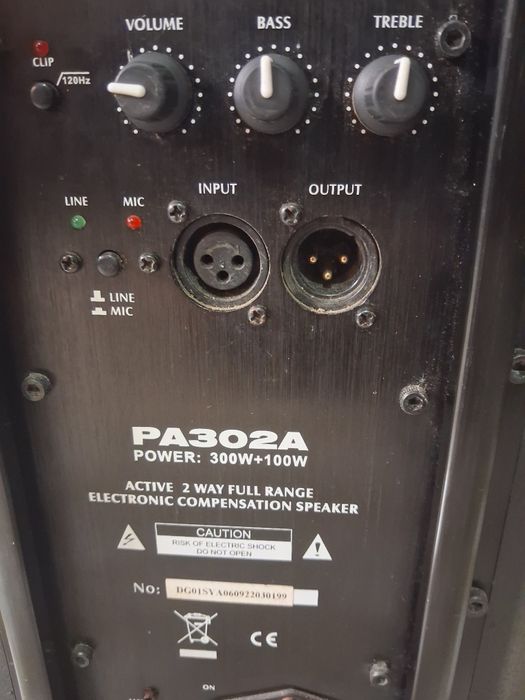 VOLUME BASS TREBLE
CLIP
120Hz
LINE MIC INPUT OUTPUT
LINE
MIC
PA302A
POWER: 300W+100W
ACTIVE 2 WAY FULL RANGE
ELECTRONIC COMPENSATION SPEAKER
CAUTION
RISK OF ELECTRIC SHOCK
DO NOT OPEN
No: DG01SYA060922030199
CE
ON